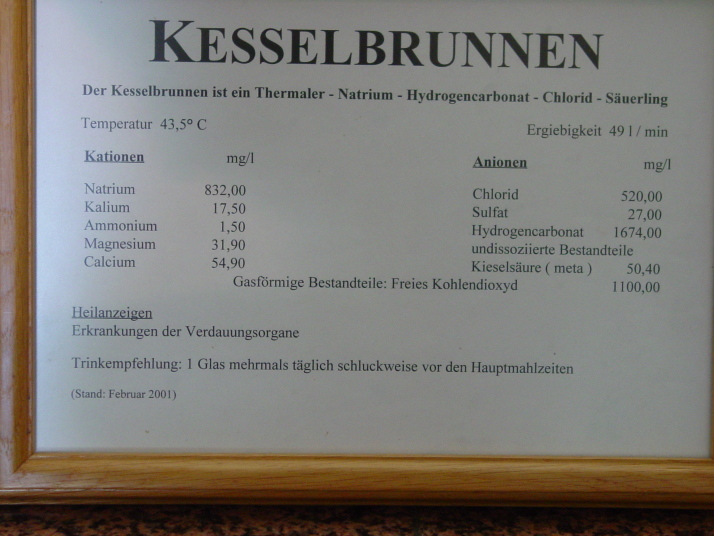 KESSELBRUNNEN
Der Kesselbrunnen ist ein Thermaler - Natrium - Hydrogencarbonat - Chlorid - Säuerling
Temperatur 43,5° C Ergiebigkeit 49 l / min
Kationen mg/l Anionen mg/l
Natrium 832,00 Chlorid 520,00
Kalium 17,50 Sulfat 27,00
Ammonium 1,50 Hydrogencarbonat 1674,00
Magnesium 31,90 undissoziierte Bestandteile
Calcium 54,90 Kieselsäure ( meta ) 50,40
Gasförmige Bestandteile: Freies Kohlendioxyd 1100,00
Heilanzeigen
Erkrankungen der Verdauungsorgane
Trinkempfehlung: 1 Glas mehrmals täglich schluckweise vor den Hauptmahlzeiten
(Stand: Februar 2001)